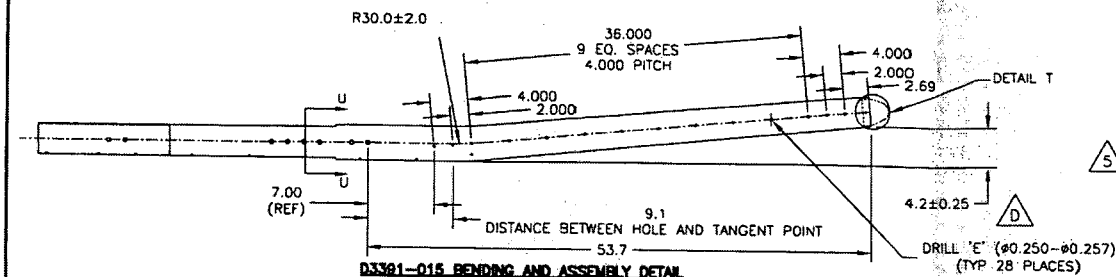 R30.0±2.0
36.000
9 EQ. SPACES
4.000 PITCH
4.000
2.000
2.69
DETAIL T
U
4.000
2.000
U
7.00
(REF)
9.1
DISTANCE BETWEEN HOLE AND TANGENT POINT
53.7
4.2±0.25
5
D
DRILL 'E' (ø0.250-ø0.257)
(TYP 28 PLACES)
D3391-015 BENDING AND ASSEMBLY DETAIL